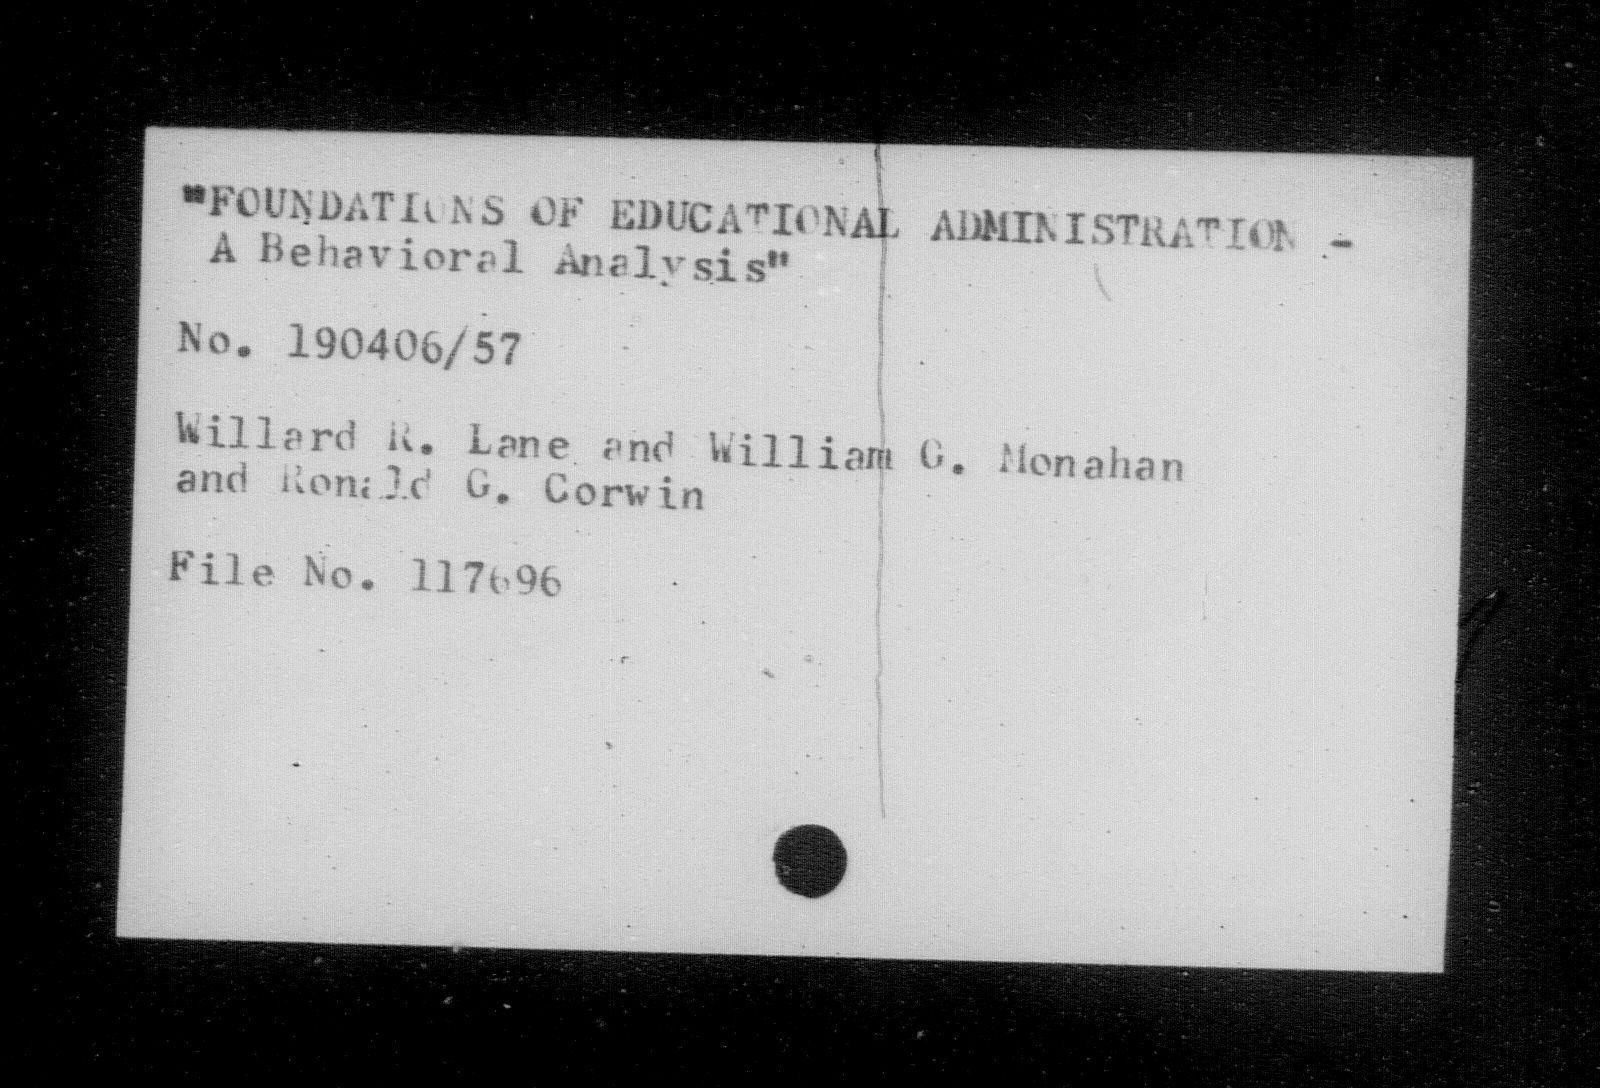 "FOUNDATIONS OF EDUCATIONAL ADMINISTRATION -
A Behavioral Analysis"
No. 190406/57
Willard R. Lane and William G. Monahan
and Ronald G. Corwin
File No. 117696